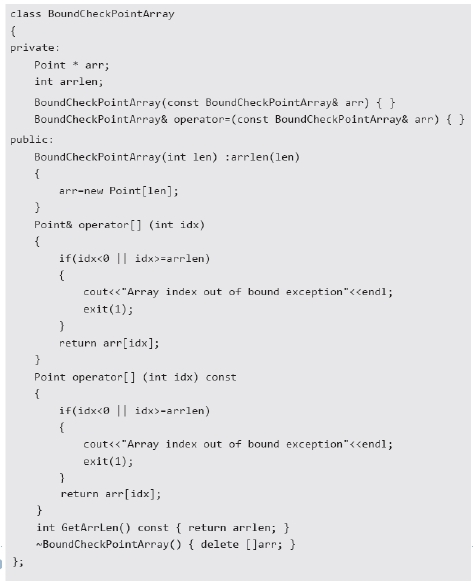 class BoundCheckPointArray
{
private:
    Point * arr;
    int arrlen;
    BoundCheckPointArray(const BoundCheckPointArray& arr) { }
    BoundCheckPointArray& operator=(const BoundCheckPointArray& arr) { }
public:
    BoundCheckPointArray(int len) :arrlen(len)
    {
        arr=new Point[len];
    }
    Point& operator[] (int idx)
    {
        if(idx<0 || idx>=arrlen)
        {
            cout<<"Array index out of bound exception"<<endl;
            exit(1);
        }
        return arr[idx];
    }
    Point operator[] (int idx) const
    {
        if(idx<0 || idx>=arrlen)
        {
            cout<<"Array index out of bound exception"<<endl;
            exit(1);
        }
        return arr[idx];
    }
    int GetArrLen() const { return arrlen; }
    ~BoundCheckPointArray() { delete []arr; }
};